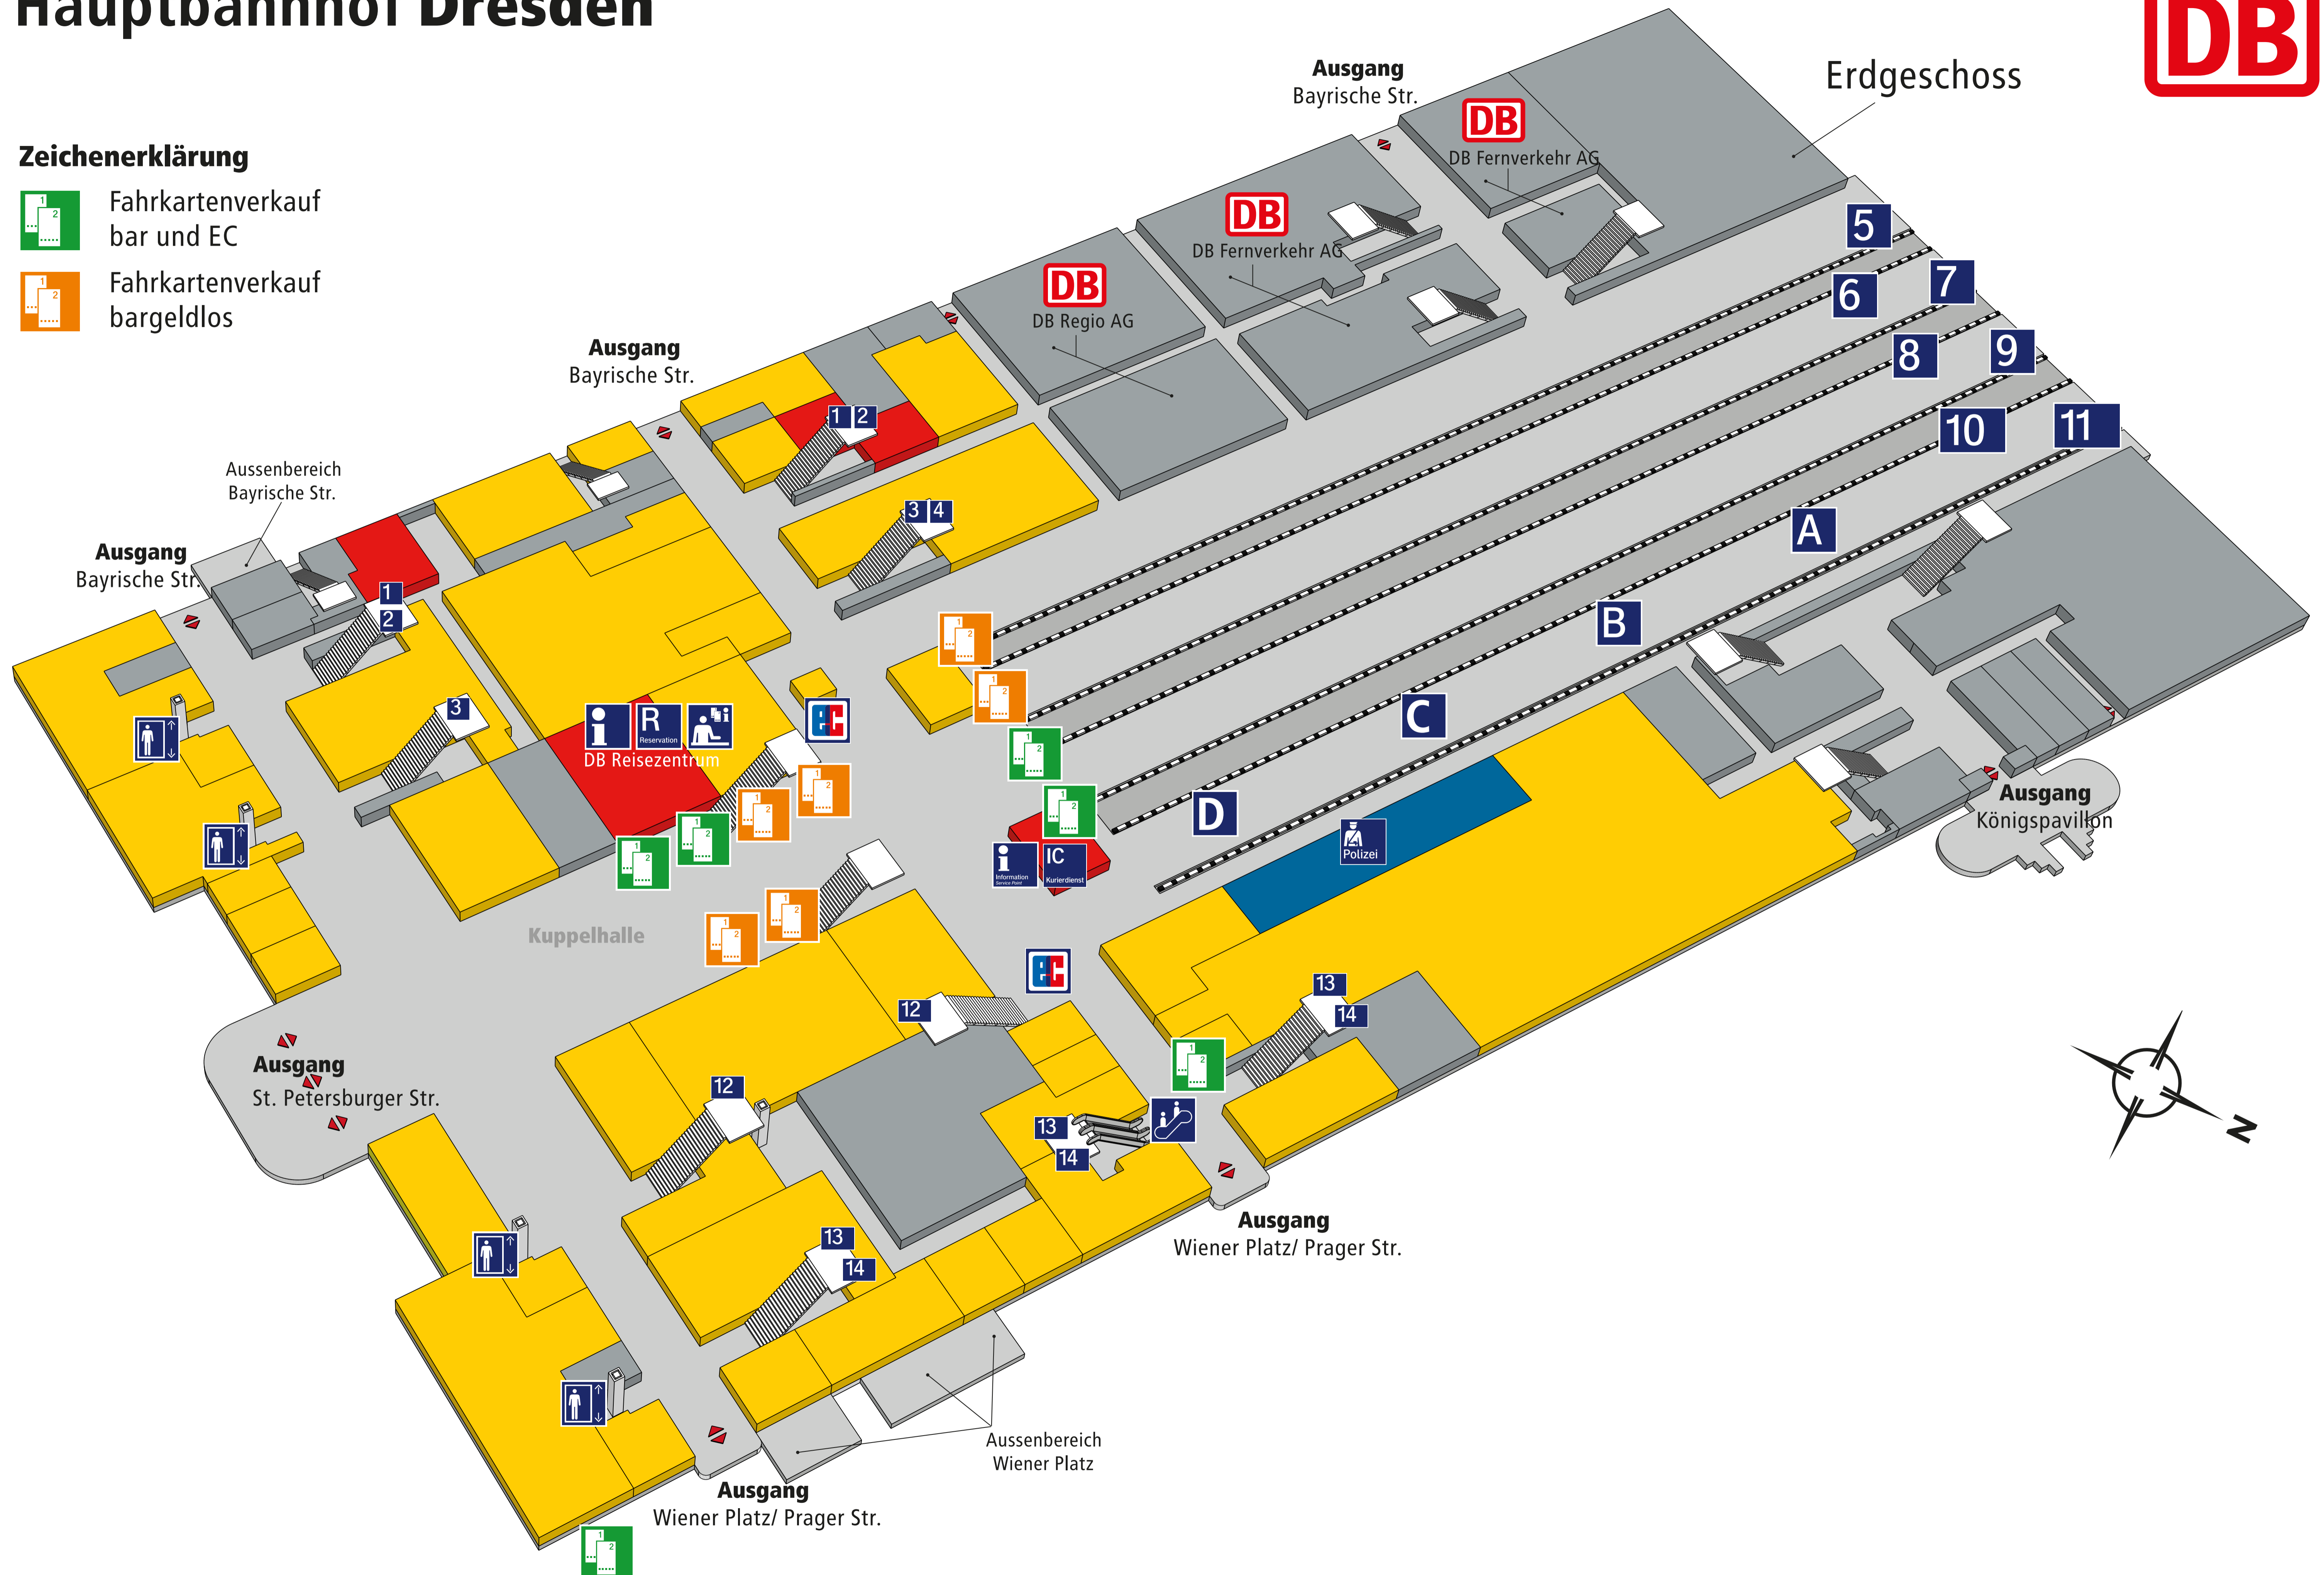 Hauptbahnhof Dresden
DB
Erdgeschoss
Zeichenerklärung
Fahrkartenverkauf
bar und EC
Fahrkartenverkauf
bargeldlos
Ausgang
Bayrische Str.
DB
DB Fernverkehr AG
DB
DB Fernverkehr AG
DB
DB Regio AG
Ausgang
Bayrische Str.
Aussenbereich
Bayrische Str.
Ausgang
Bayrische Str.
5
6
7
8
9
10
11
A
B
C
D
1 2
3 4
1
2
3
R
Reservation
DB Reisezentrum
ec
Information
Service Point
IC
Kurierdienst
Polizei
Kuppelhalle
ec
12
13
14
12
13
14
13
14
Ausgang
Königspavillon
Ausgang
St. Petersburger Str.
Ausgang
Wiener Platz/ Prager Str.
Aussenbereich
Wiener Platz
Ausgang
Wiener Platz/ Prager Str.
N